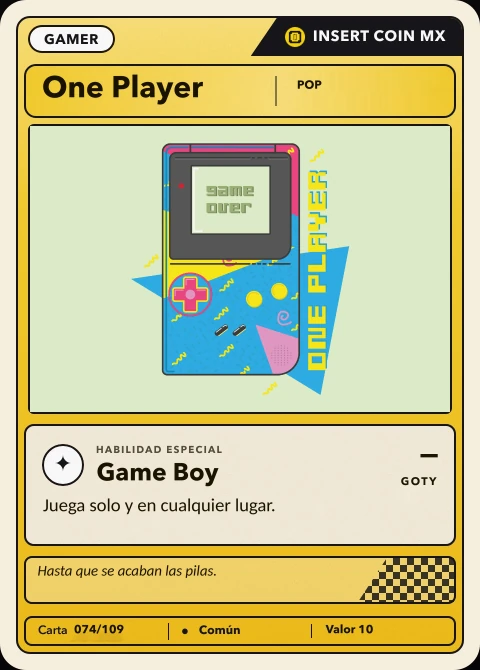 GAMER
INSERT COIN MX
One Player
POP
game
over
ONE PLAYER
HABILIDAD ESPECIAL
Game Boy
—
GOTY
Juega solo y en cualquier lugar.
Hasta que se acaban las pilas.
Carta 074/109
● Común
Valor 10